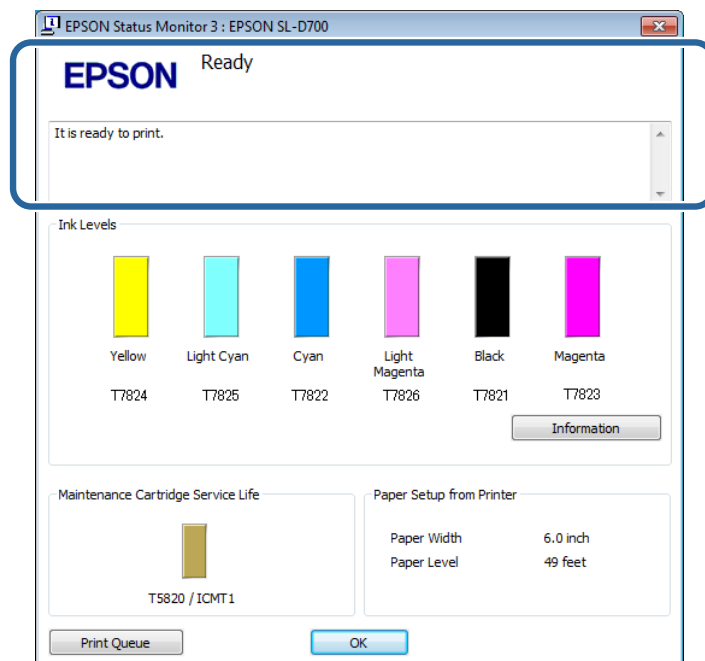 EPSON Status Monitor 3 : EPSON SL-D700
EPSON
Ready
It is ready to print.
Ink Levels
Yellow Light Cyan Cyan Light Magenta Black Magenta
T7824 T7825 T7822 T7826 T7821 T7823
Information
Maintenance Cartridge Service Life
T5820 / ICMT1
Paper Setup from Printer
Paper Width 6.0 inch
Paper Level 49 feet
Print Queue OK